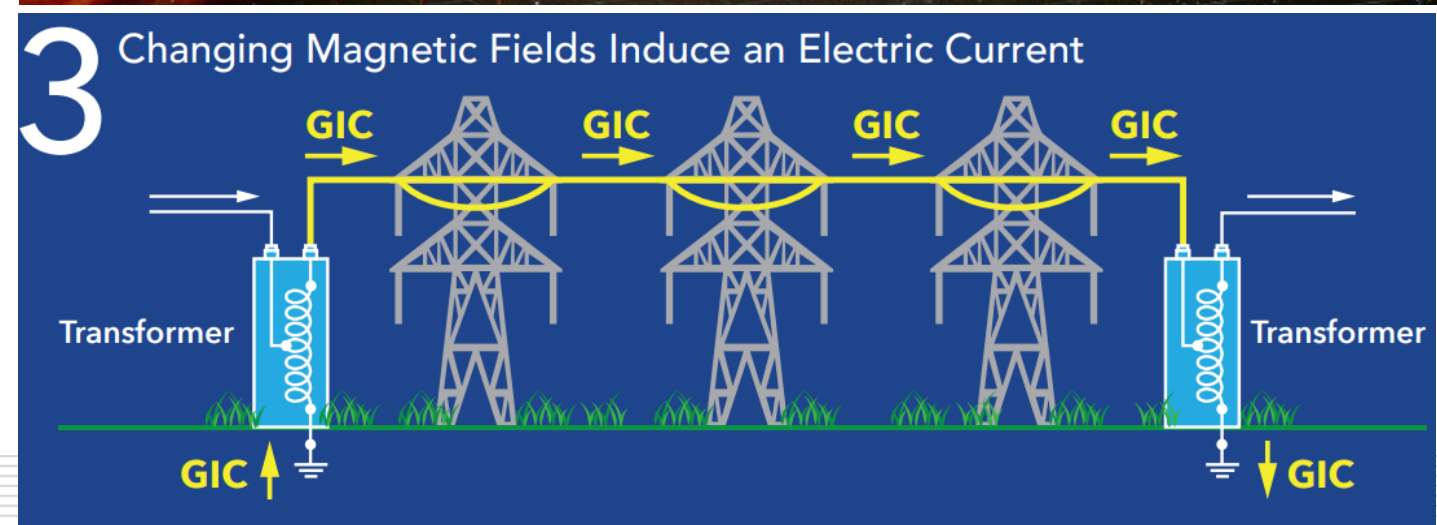 3 Changing Magnetic Fields Induce an Electric Current
GIC GIC GIC GIC
Transformer Transformer
GIC GIC